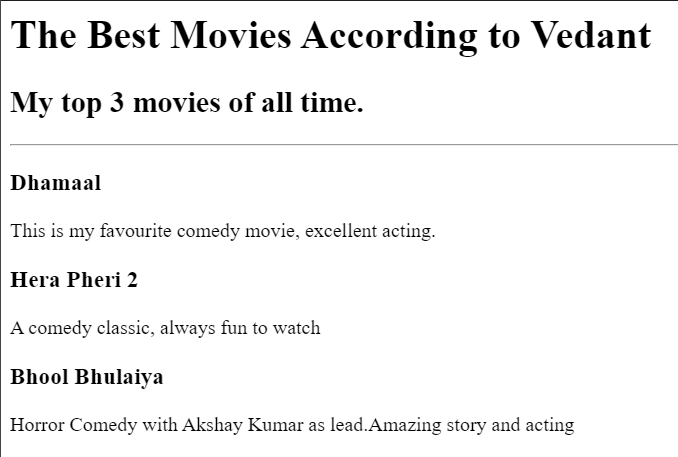 The Best Movies According to Vedant
My top 3 movies of all time.
Dhamaal
This is my favourite comedy movie, excellent acting.
Hera Pheri 2
A comedy classic, always fun to watch
Bhool Bhulaiya
Horror Comedy with Akshay Kumar as lead.Amazing story and acting